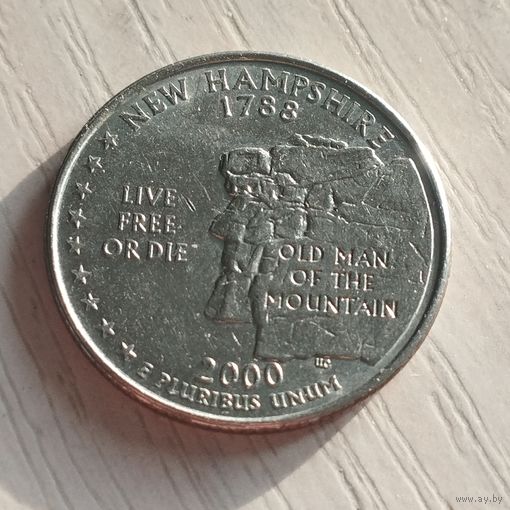 NEW HAMPSHIRE
1788
LIVE
FREE
OR DIE
OLD MAN
OF THE
MOUNTAIN
2000
E PLURIBUS UNUM
www.ay.by